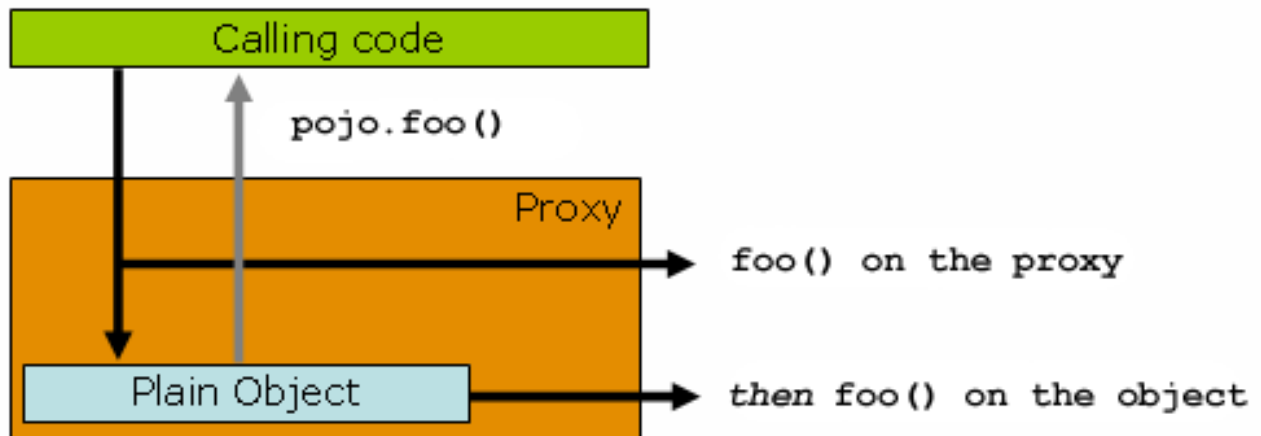 Calling code
pojo.foo()
Proxy
foo() on the proxy
Plain Object
then foo() on the object